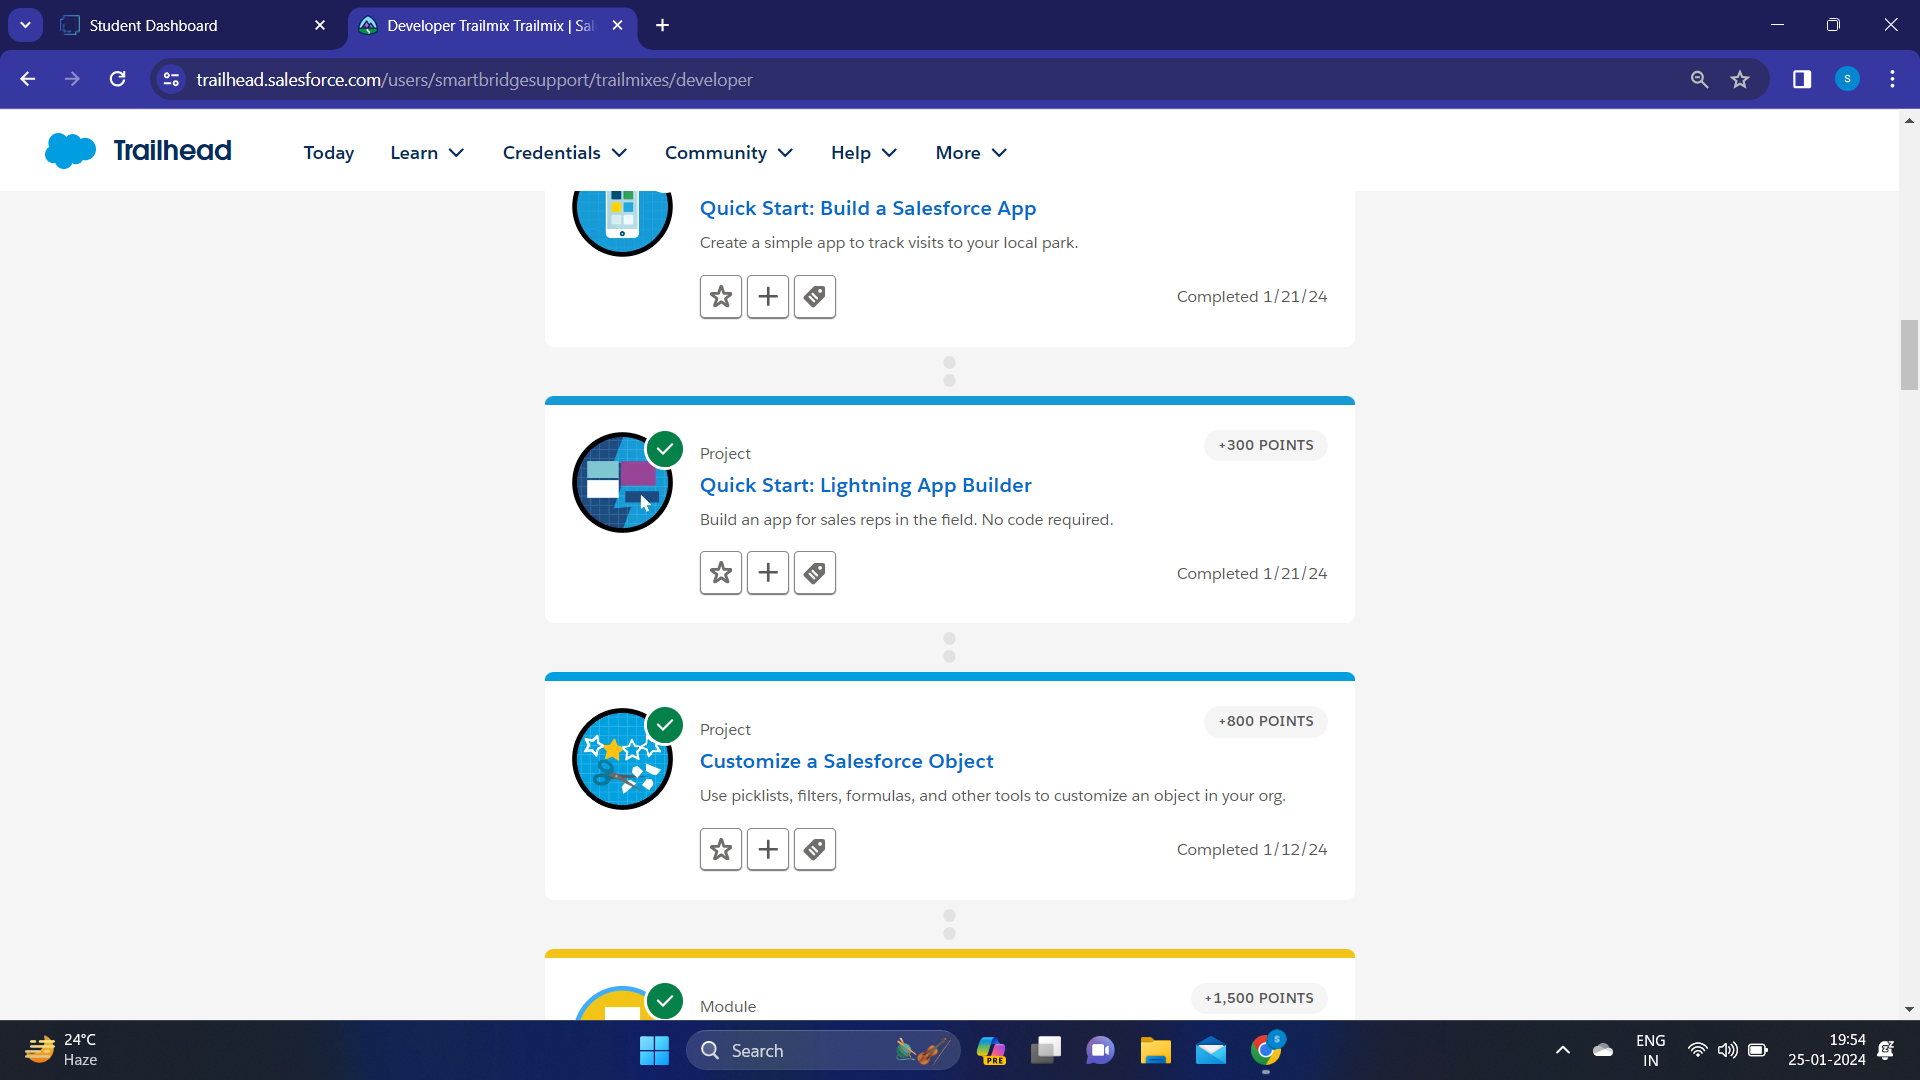 Student Dashboard
Developer Trailmix Trailmix | Sal
trailhead.salesforce.com/users/smartbridgesupport/trailmixes/developer
S
Trailhead
Today Learn Credentials Community Help More
Quick Start: Build a Salesforce App
Create a simple app to track visits to your local park.
Completed 1/21/24
+300 POINTS
Project
Quick Start: Lightning App Builder
Build an app for sales reps in the field. No code required.
Completed 1/21/24
+800 POINTS
Project
Customize a Salesforce Object
Use picklists, filters, formulas, and other tools to customize an object in your org.
Completed 1/12/24
+1,500 POINTS
Module
24°C
Haze
Search
PRE
S
ENG
IN
19:54
25-01-2024